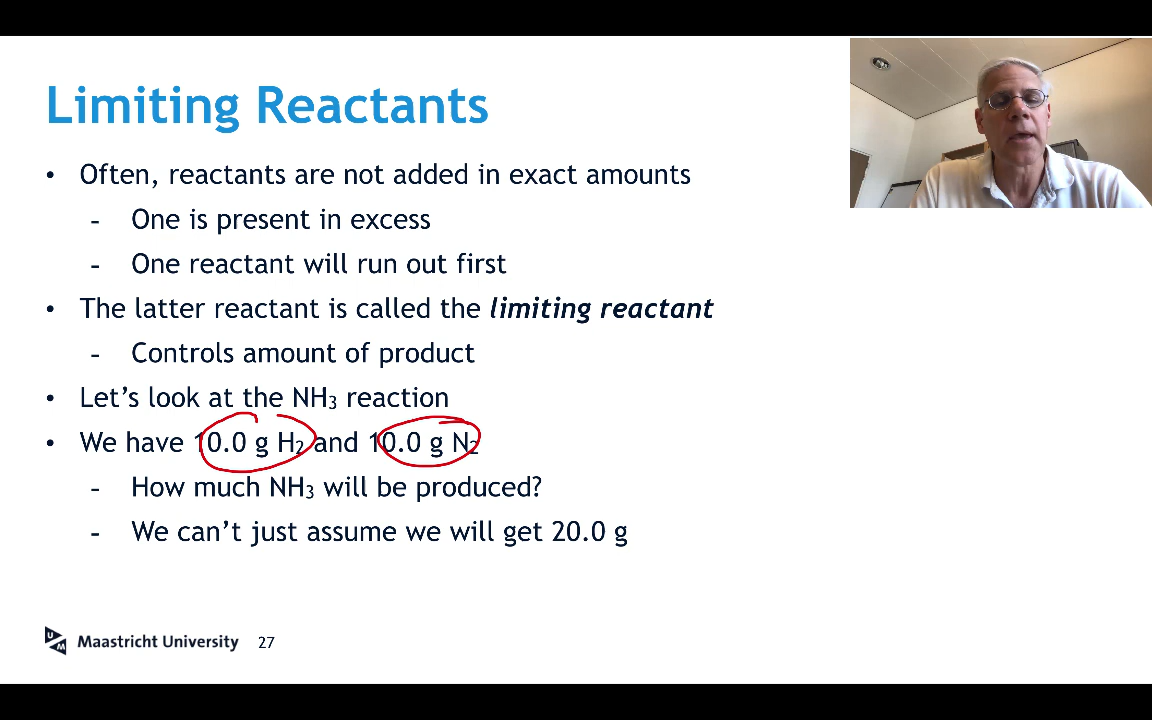 Limiting Reactants
• Often, reactants are not added in exact amounts
- One is present in excess
- One reactant will run out first
• The latter reactant is called the limiting reactant
- Controls amount of product
• Let’s look at the NH₃ reaction
• We have 10.0 g H₂ and 10.0 g N₂
- How much NH₃ will be produced?
- We can’t just assume we will get 20.0 g
UM Maastricht University 27